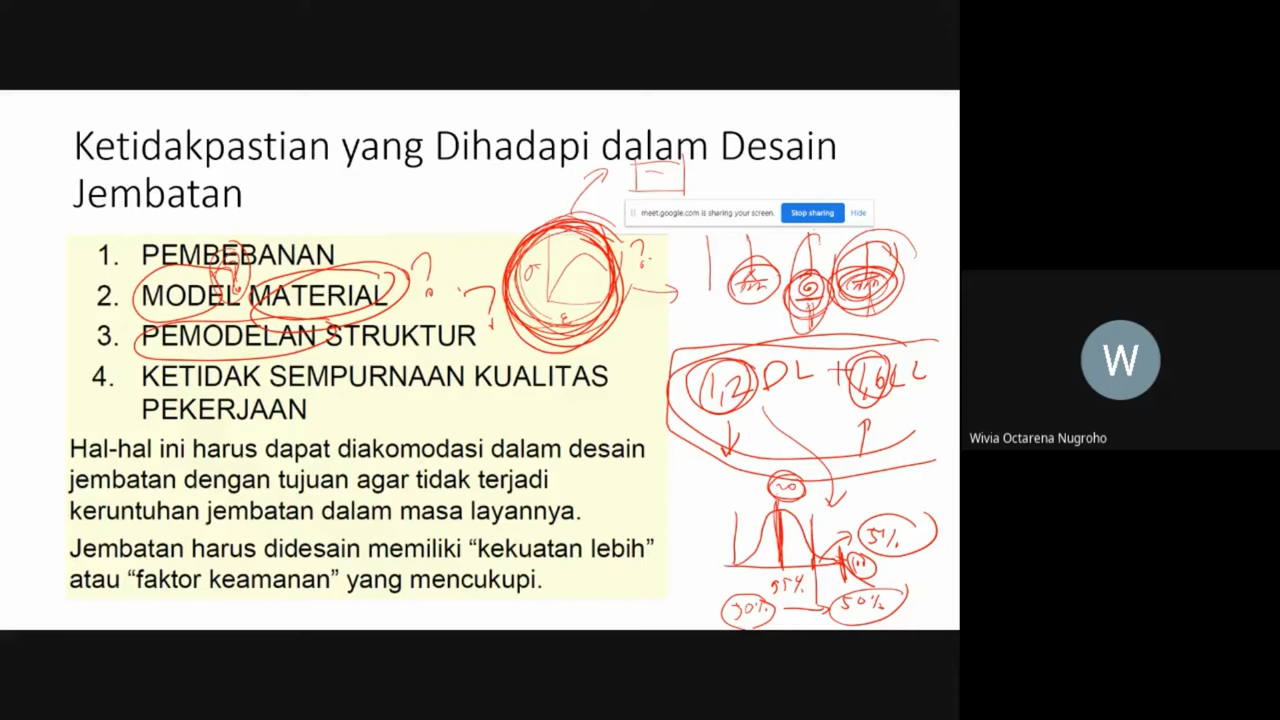 Ketidakpastian yang Dihadapi dalam Desain
Jembatan
meet.google.com is sharing your screen.
Stop sharing
Hide
1. PEMBEBANAN
2. MODEL MATERIAL
3. PEMODELAN STRUKTUR
4. KETIDAK SEMPURNAAN KUALITAS
PEKERJAAN
Hal-hal ini harus dapat diakomodasi dalam desain
jembatan dengan tujuan agar tidak terjadi
keruntuhan jembatan dalam masa layannya.
Jembatan harus didesain memiliki “kekuatan lebih”
atau “faktor keamanan” yang mencukupi.
?
?
?
σ
ε
1,2 DL + 1,6 LL
5%
95%
50%
W
Wivia Octarena Nugroho